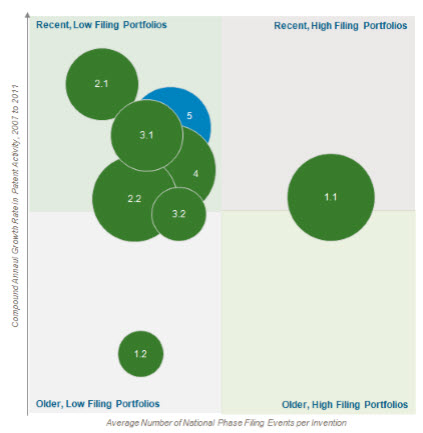 Recent, Low Filing Portfolios
Recent, High Filing Portfolios
2.1
5
3.1
4
2.2
1.1
3.2
1.2
Older, Low Filing Portfolios
Older, High Filing Portfolios
Compound Annual Growth Rate in Patent Activity, 2007 to 2011
Average Number of National Phase Filing Events per Invention